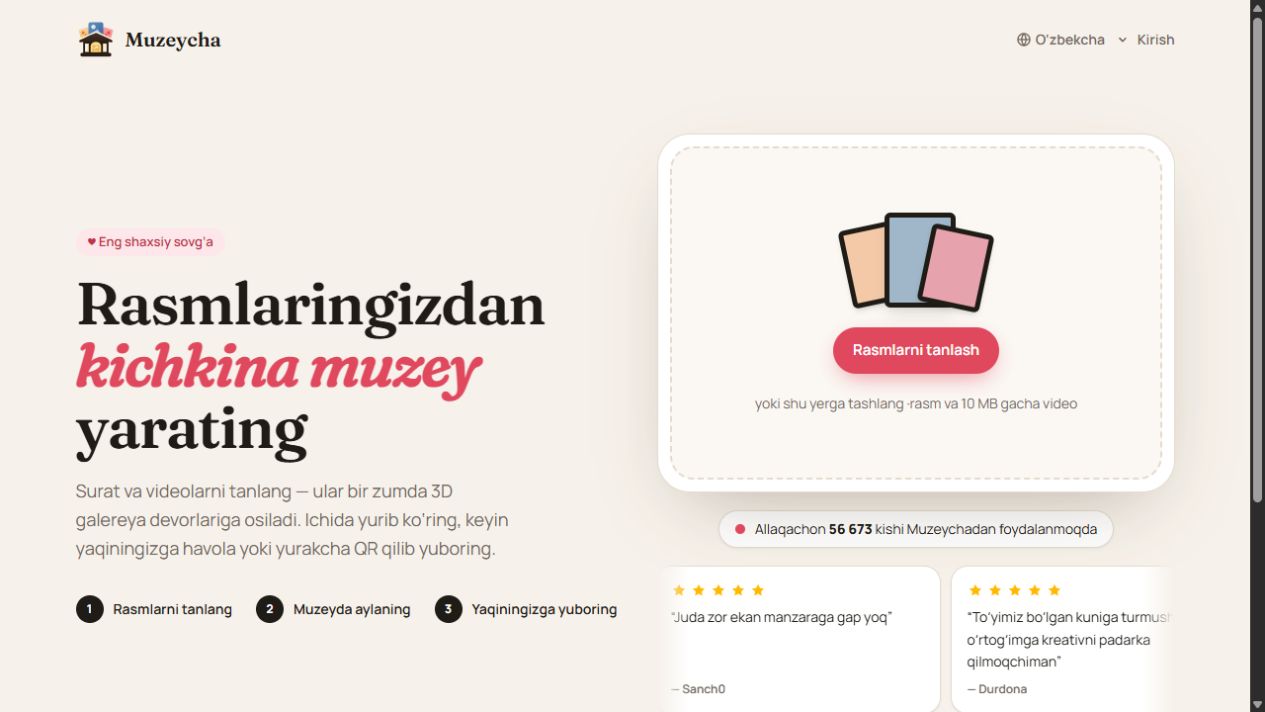 Muzeycha
O'zbekcha
Kirish
Eng shaxsiy sovg'a
Rasmlaringizdan
kichkina muzey
yarating
Surat va videolarni tanlang — ular bir zumda 3D
galereya devorlariga osiladi. Ichida yurib ko'ring, keyin
yaqiningizga havola yoki yurakcha QR qilib yuboring.
1 Rasmlarni tanlang
2 Muzeyda aylaning
3 Yaqiningizga yuboring
Rasmlarni tanlash
yoki shu yerga tashlang ·rasm va 10 MB gacha video
Allaqachon 56 673 kishi Muzeychadan foydalanmoqda
“Juda zor ekan manzaraga gap yoq”
— Sanch0
“To‘yimiz bo‘lgan kuniga turmush
o‘rtog‘imga kreativni padarka
qilmoqchiman”
— Durdona